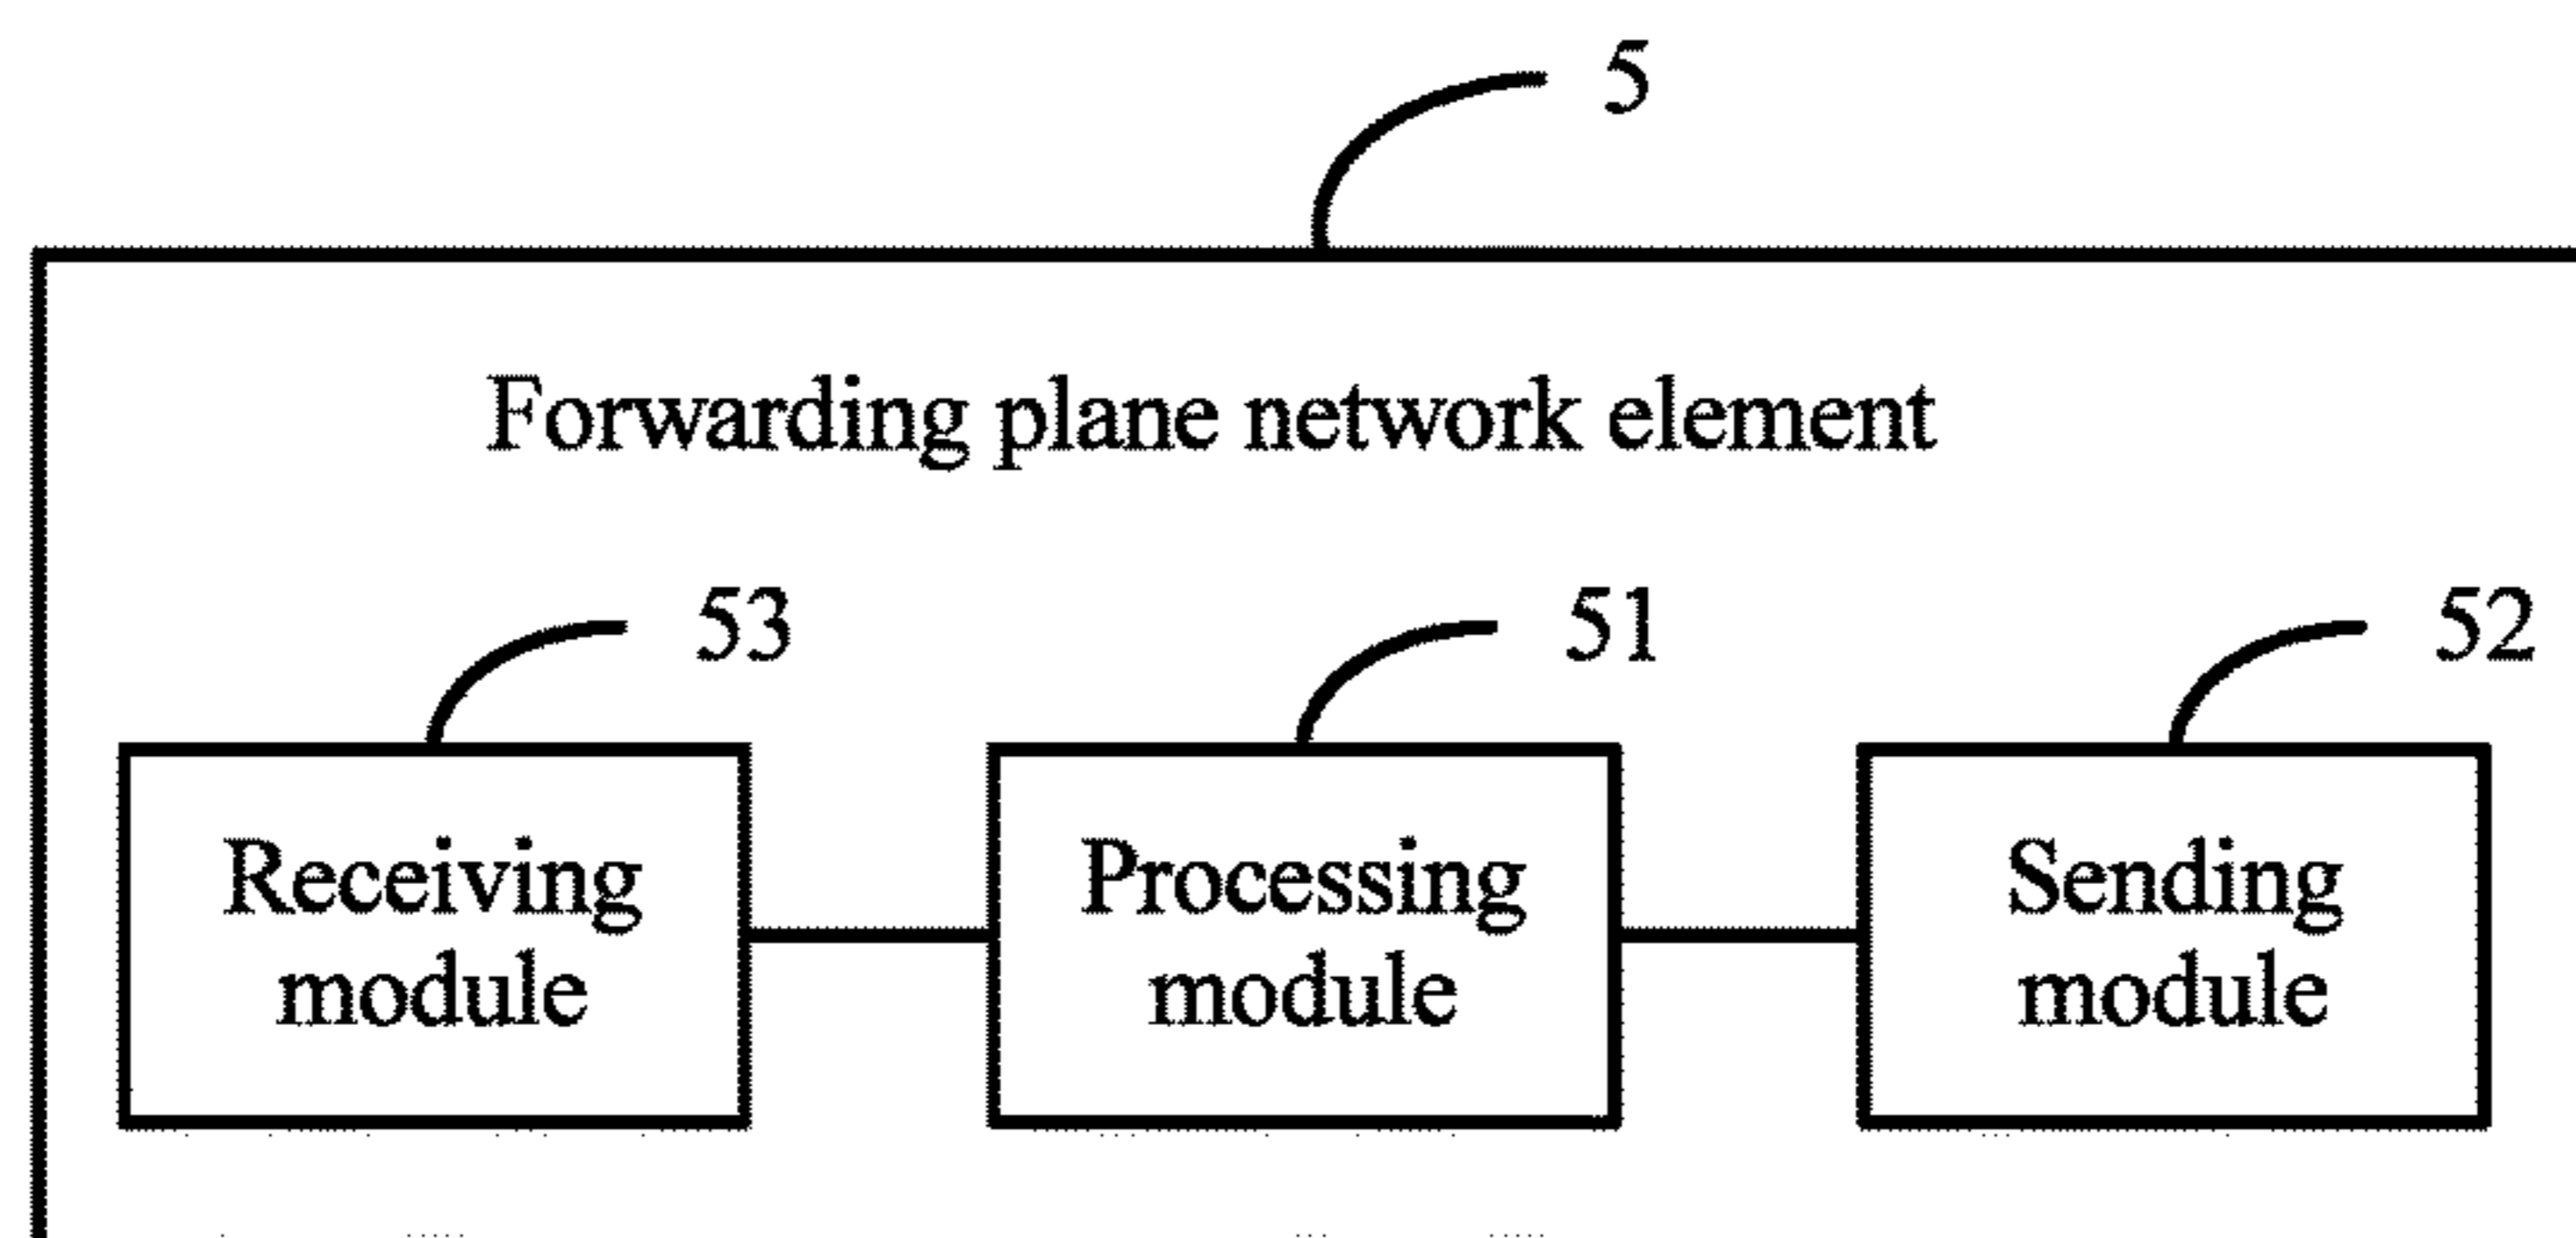 5
Forwarding plane network element
53
51
52
Receiving
module
Processing
module
Sending
module